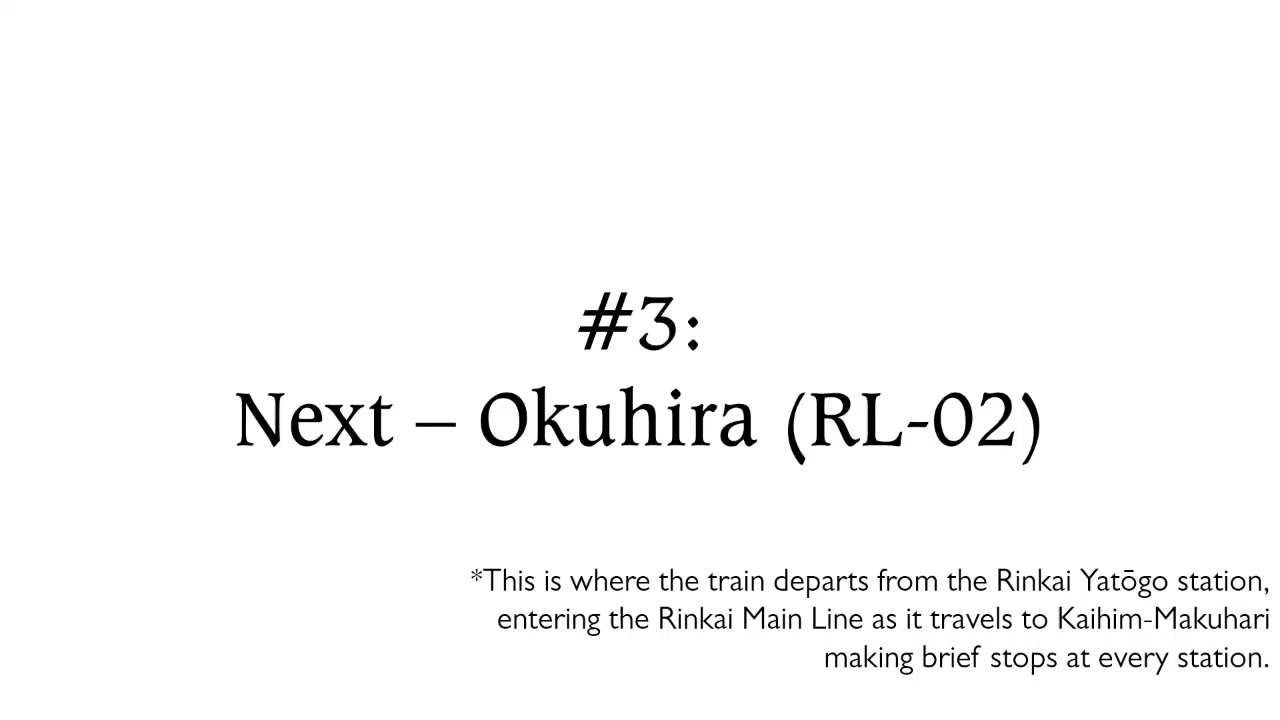 #3:
Next – Okuhira (RL-02)
*This is where the train departs from the Rinkai Yatōgo station,
entering the Rinkai Main Line as it travels to Kaihim-Makuhari
making brief stops at every station.